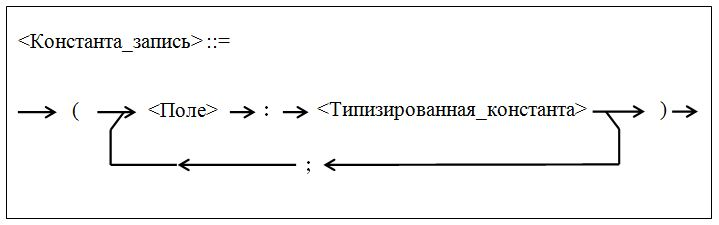 <Константа_запись> ::=
( <Поле> : <Типизированная_константа> )
;